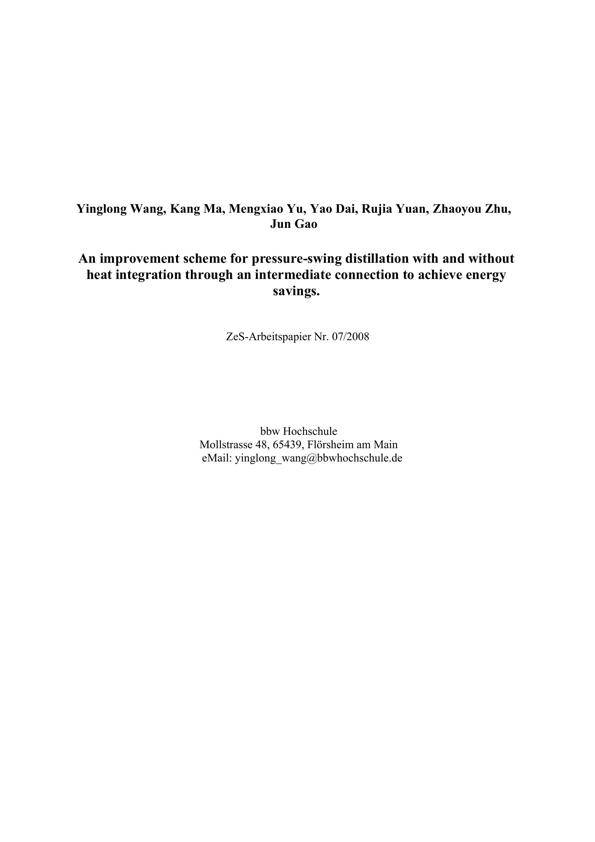 Yinglong Wang, Kang Ma, Mengxiao Yu, Yao Dai, Rujia Yuan, Zhaoyou Zhu,
Jun Gao
An improvement scheme for pressure-swing distillation with and without
heat integration through an intermediate connection to achieve energy
savings.
ZeS-Arbeitspapier Nr. 07/2008
bbw Hochschule
Mollstrasse 48, 65439, Flörsheim am Main
eMail: yinglong_wang@bbwhochschule.de